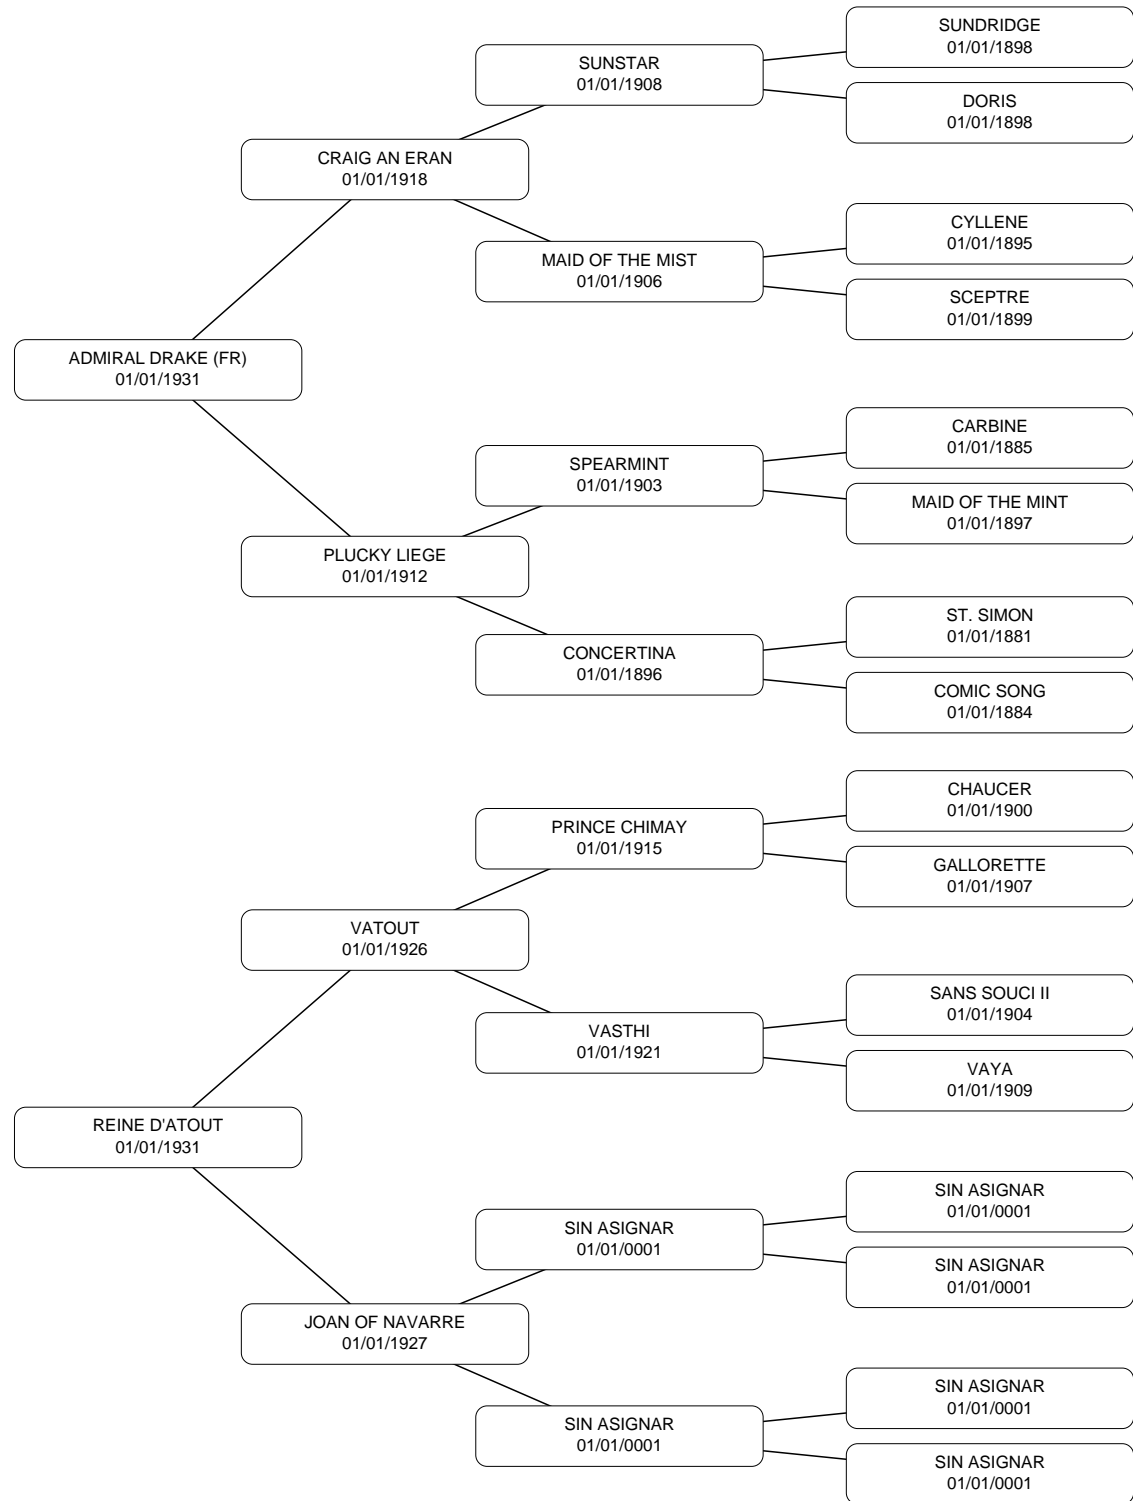 SUNDRIDGE
01/01/1898
SUNSTAR
01/01/1908
DORIS
01/01/1898
CRAIG AN ERAN
01/01/1918
CYLLENE
01/01/1895
MAID OF THE MIST
01/01/1906
SCEPTRE
01/01/1899
ADMIRAL DRAKE (FR)
01/01/1931
CARBINE
01/01/1885
SPEARMINT
01/01/1903
MAID OF THE MINT
01/01/1897
PLUCKY LIEGE
01/01/1912
ST. SIMON
01/01/1881
CONCERTINA
01/01/1896
COMIC SONG
01/01/1884
CHAUCER
01/01/1900
PRINCE CHIMAY
01/01/1915
GALLORETTE
01/01/1907
VATOUT
01/01/1926
SANS SOUCI II
01/01/1904
VASTHI
01/01/1921
VAYA
01/01/1909
REINE D'ATOUT
01/01/1931
SIN ASIGNAR
01/01/0001
SIN ASIGNAR
01/01/0001
SIN ASIGNAR
01/01/0001
JOAN OF NAVARRE
01/01/1927
SIN ASIGNAR
01/01/0001
SIN ASIGNAR
01/01/0001
SIN ASIGNAR
01/01/0001